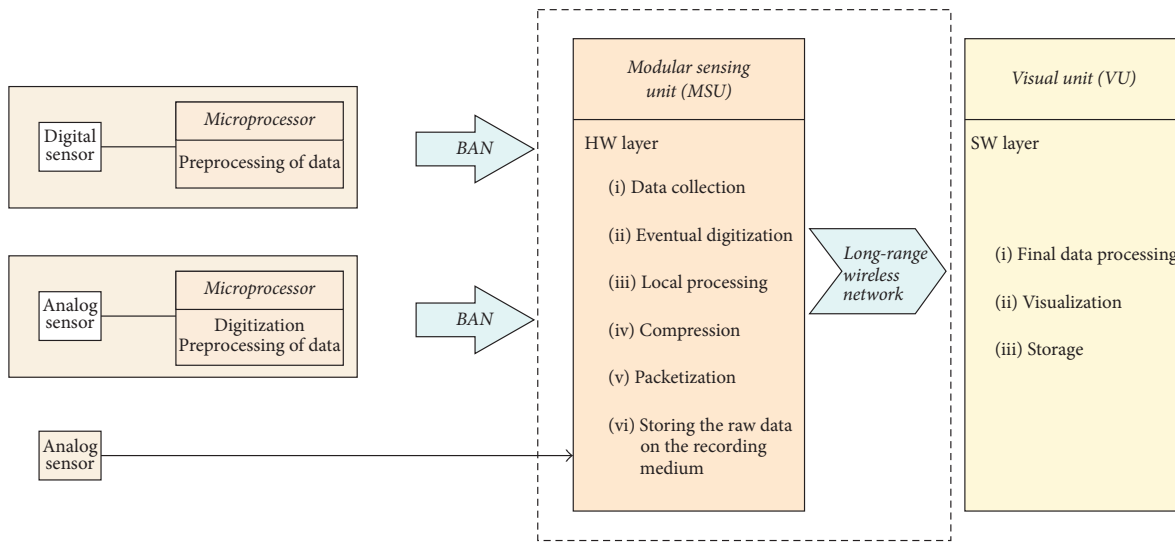 Digital
sensor
Microprocessor
Preprocessing of data
BAN
Analog
sensor
Microprocessor
Digitization
Preprocessing of data
BAN
Analog
sensor
Modular sensing
unit (MSU)
HW layer
(i) Data collection
(ii) Eventual digitization
(iii) Local processing
(iv) Compression
(v) Packetization
(vi) Storing the raw data
on the recording
medium
Long-range
wireless
network
Visual unit (VU)
SW layer
(i) Final data processing
(ii) Visualization
(iii) Storage